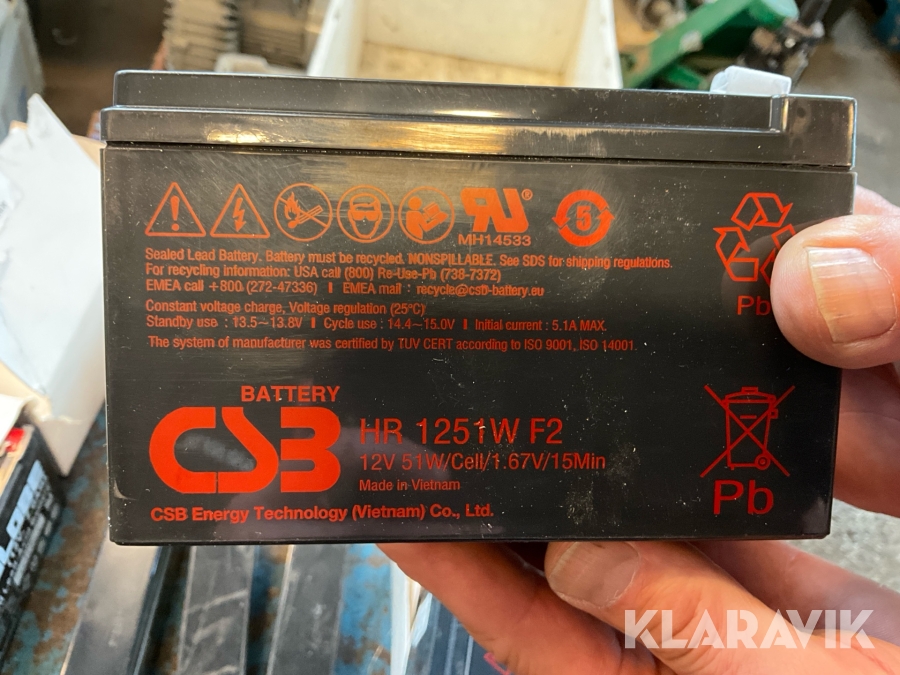 MH14533
5
Sealed Lead Battery. Battery must be recycled. NONSPILLABLE. See SDS for shipping regulations.
For recycling information: USA call (800) Re-Use-Pb (738-7372)
EMEA call +800 (272-47336) I EMEA mail : recycle@csb-battery.eu
Constant voltage charge, Voltage regulation (25°C)
Standby use : 13.5~13.8V I Cycle use : 14.4~15.0V I Initial current : 5.1A MAX.
The system of manufacturer was certified by TUV CERT according to ISO 9001, ISO 14001.
Pb
BATTERY
CSB
HR 1251W F2
12V 51W/Cell/1.67V/15Min
Made in Vietnam
CSB Energy Technology (Vietnam) Co., Ltd.
Pb
KLARAVIK